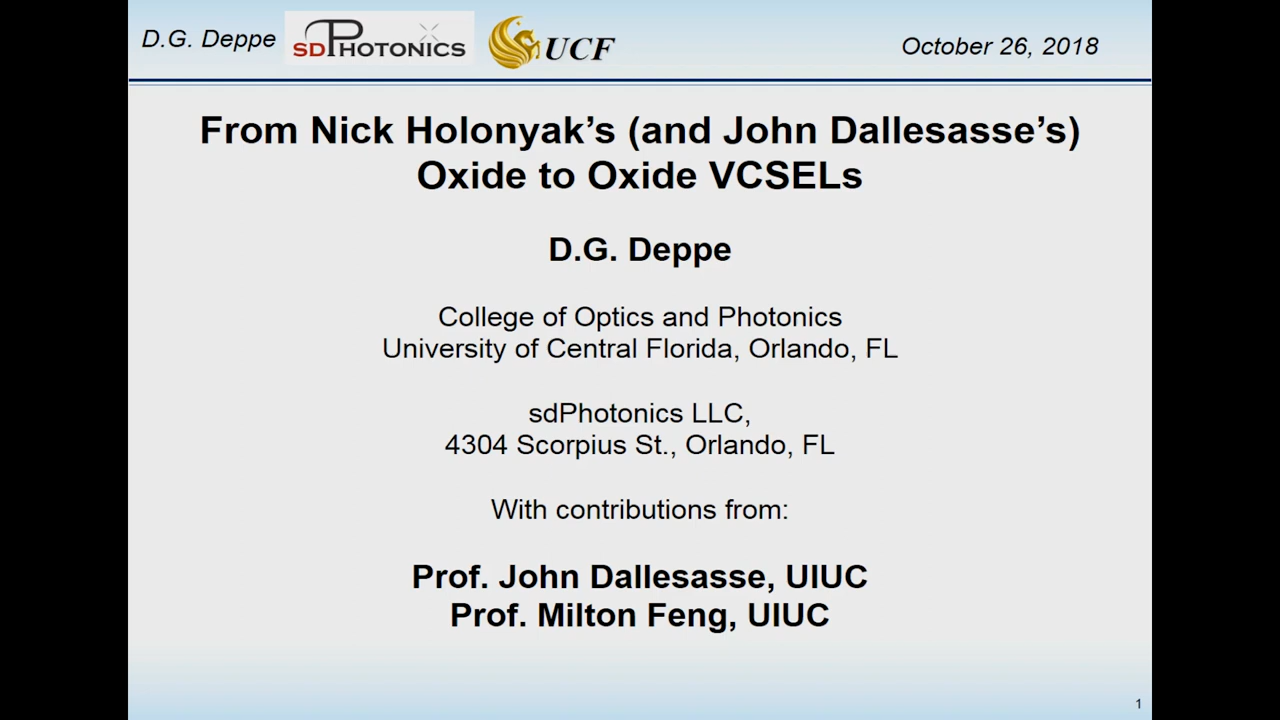 D.G. Deppe
SDPHOTONICS
UCF
October 26, 2018
From Nick Holonyak’s (and John Dallesasse’s)
Oxide to Oxide VCSELs
D.G. Deppe
College of Optics and Photonics
University of Central Florida, Orlando, FL
sdPhotonics LLC,
4304 Scorpius St., Orlando, FL
With contributions from:
Prof. John Dallesasse, UIUC
Prof. Milton Feng, UIUC
1